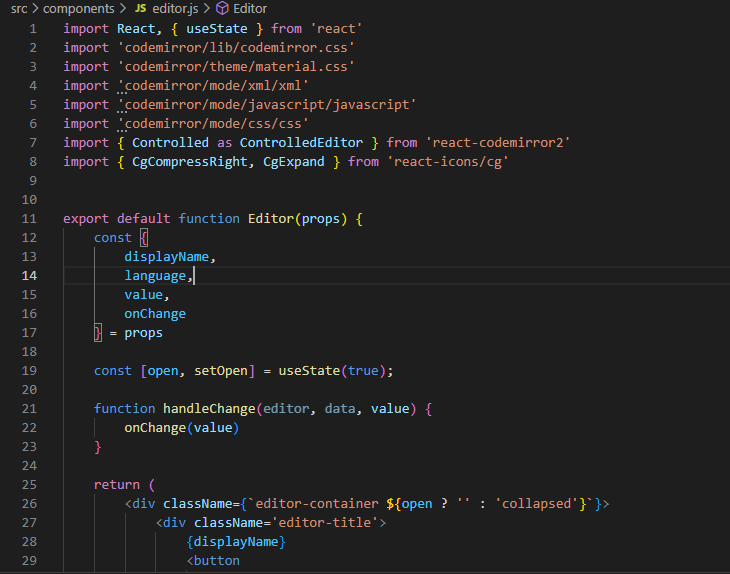 src > components > JS editor.js > Editor
1 import React, { useState } from 'react'
2 import 'codemirror/lib/codemirror.css'
3 import 'codemirror/theme/material.css'
4 import 'codemirror/mode/xml/xml'
5 import 'codemirror/mode/javascript/javascript'
6 import 'codemirror/mode/css/css'
7 import { Controlled as ControlledEditor } from 'react-codemirror2'
8 import { CgCompressRight, CgExpand } from 'react-icons/cg'
9
10
11 export default function Editor(props) {
12     const {
13         displayName,
14         language,
15         value,
16         onChange
17     } = props
18
19     const [open, setOpen] = useState(true);
20
21     function handleChange(editor, data, value) {
22         onChange(value)
23     }
24
25     return (
26         <div className={`editor-container ${open ? '' : 'collapsed'}`}>
27             <div className='editor-title'>
28                 {displayName}
29                 <button